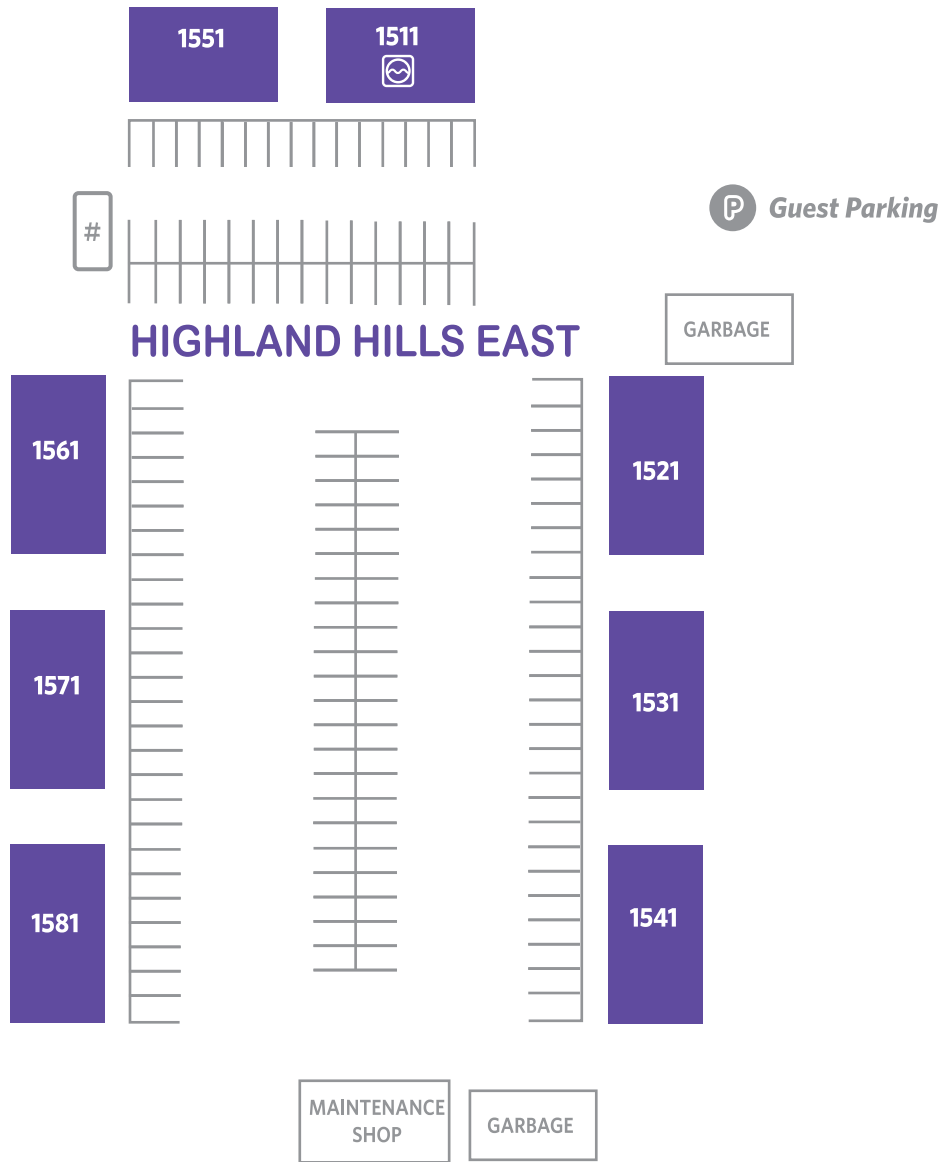 1551
1511
#
P Guest Parking
HIGHLAND HILLS EAST
GARBAGE
1561
1521
1571
1531
1581
1541
MAINTENANCE
SHOP
GARBAGE